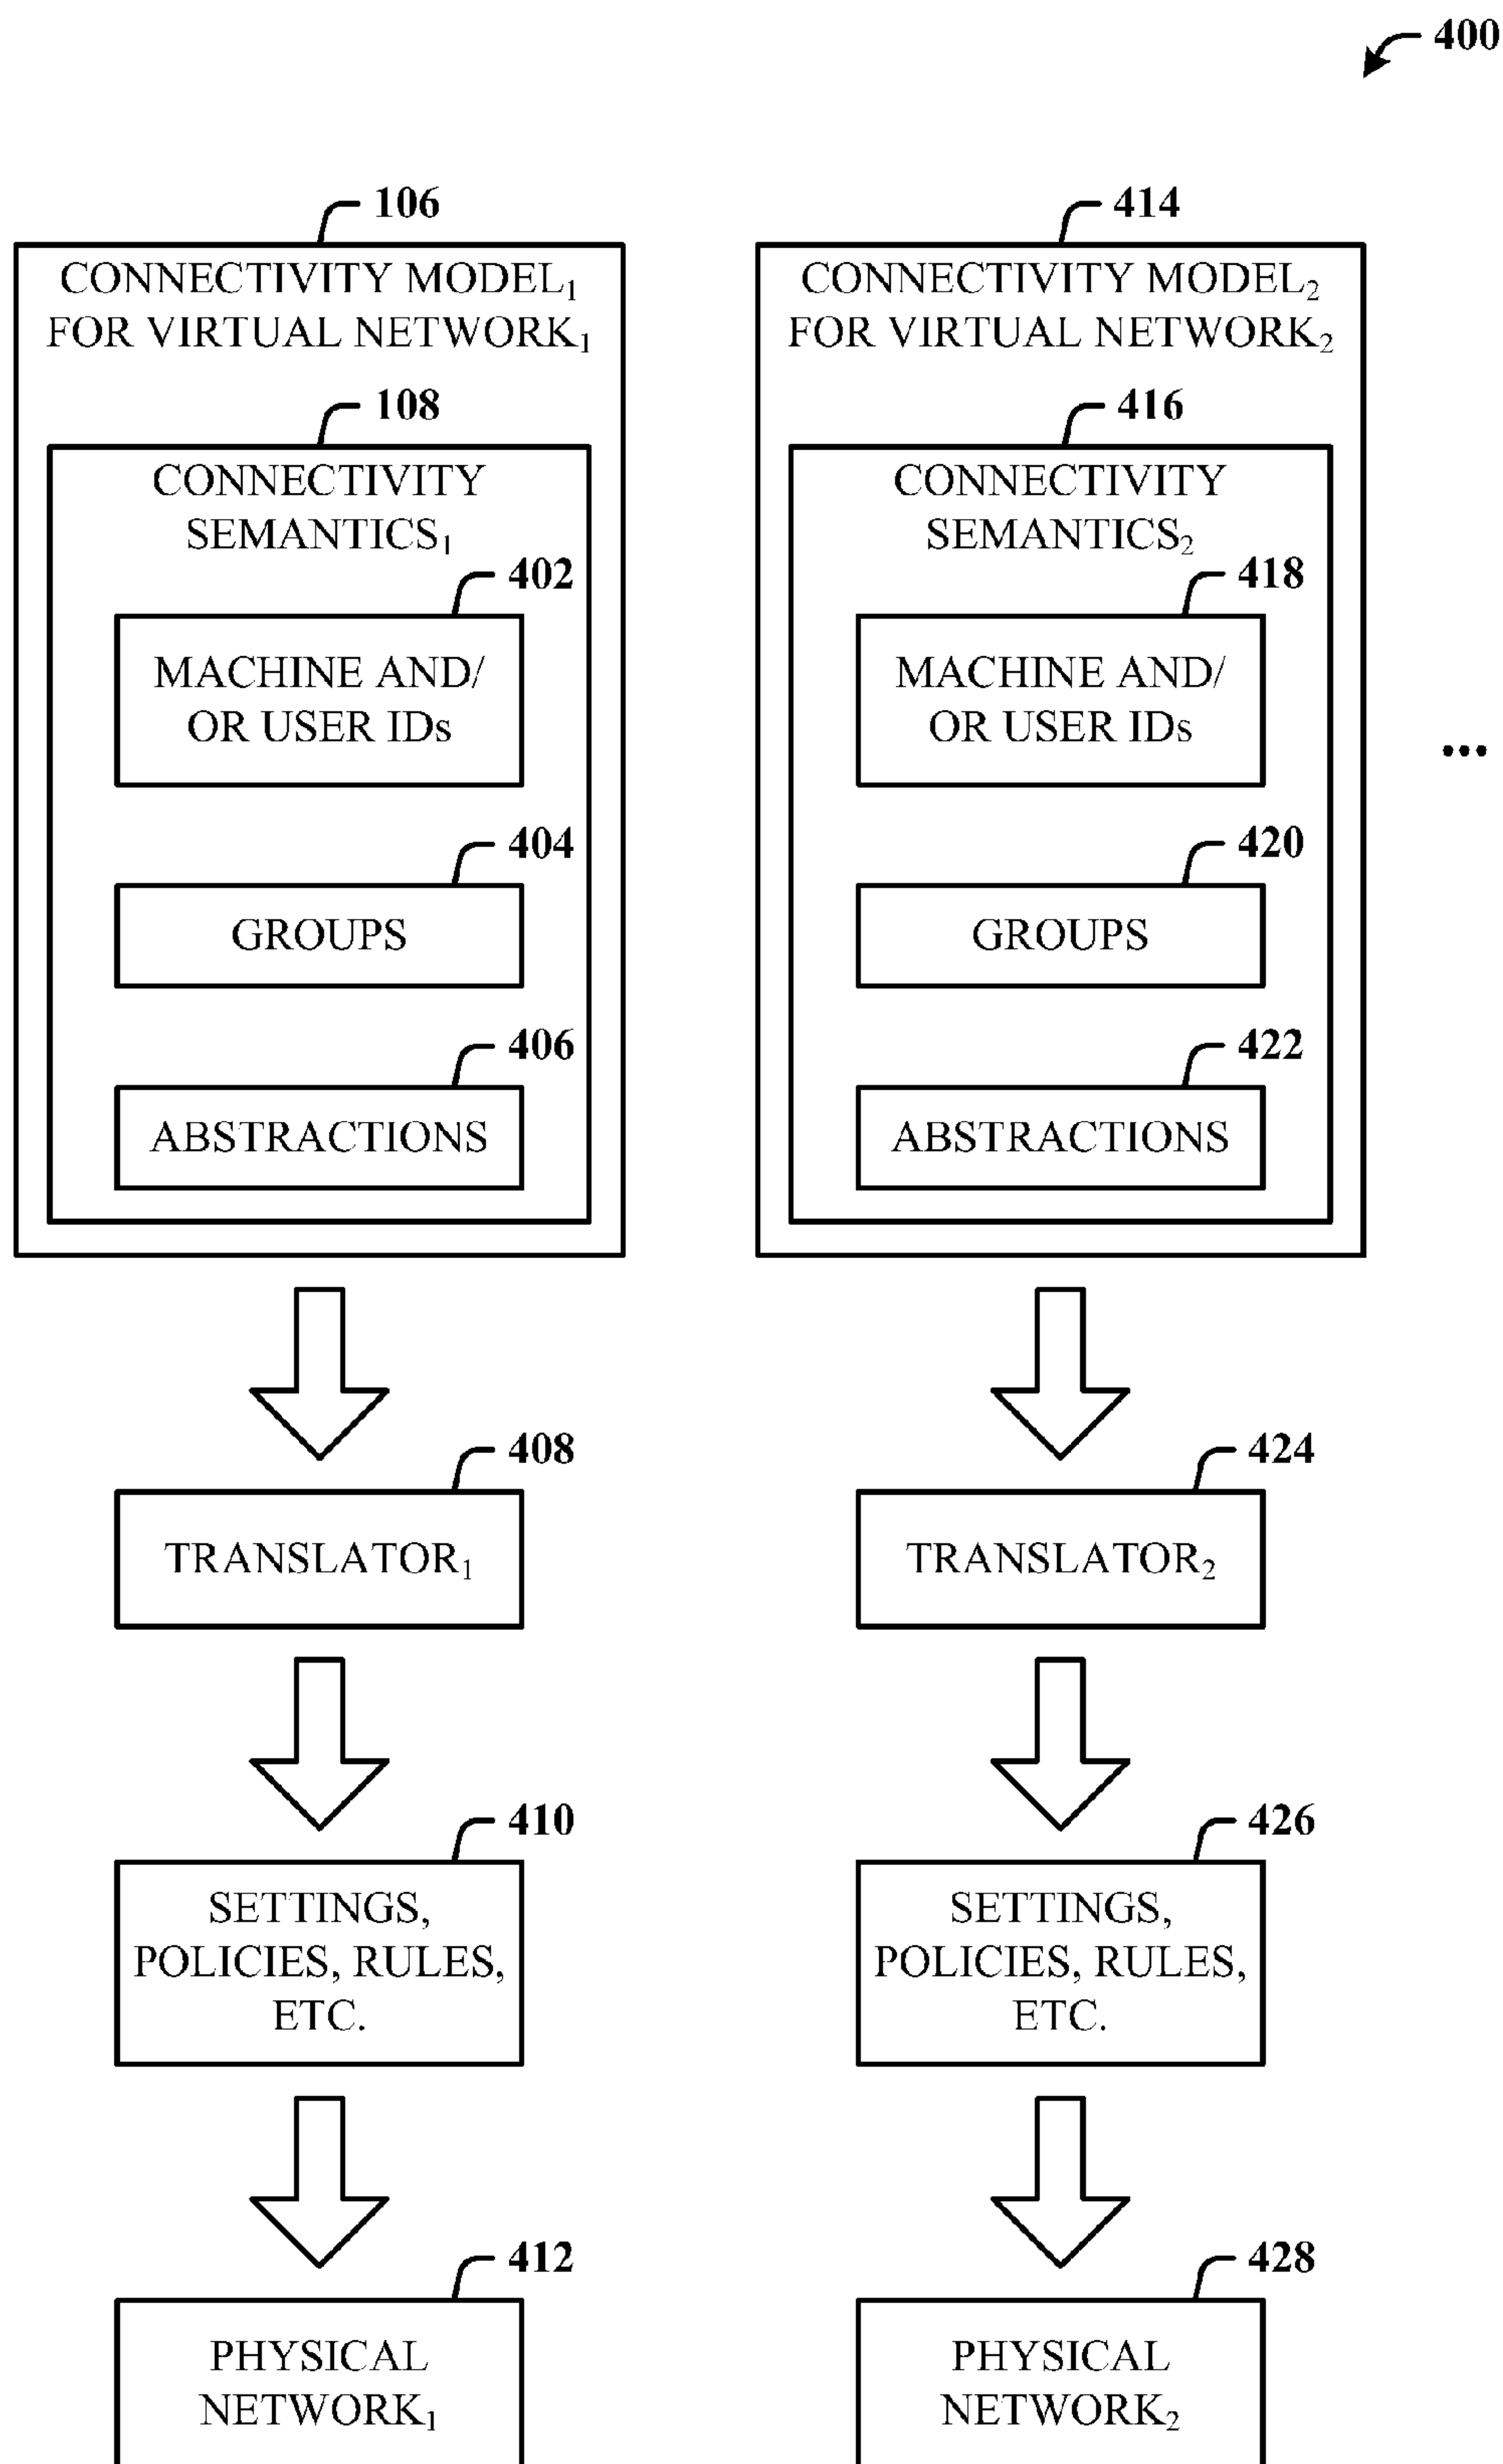 400
106
CONNECTIVITY MODEL₁
FOR VIRTUAL NETWORK₁
108
CONNECTIVITY
SEMANTICS₁
402
MACHINE AND/
OR USER IDs
404
GROUPS
406
ABSTRACTIONS
408
TRANSLATOR₁
410
SETTINGS,
POLICIES, RULES,
ETC.
412
PHYSICAL
NETWORK₁
414
CONNECTIVITY MODEL₂
FOR VIRTUAL NETWORK₂
416
CONNECTIVITY
SEMANTICS₂
418
MACHINE AND/
OR USER IDs
420
GROUPS
422
ABSTRACTIONS
424
TRANSLATOR₂
426
SETTINGS,
POLICIES, RULES,
ETC.
428
PHYSICAL
NETWORK₂
...